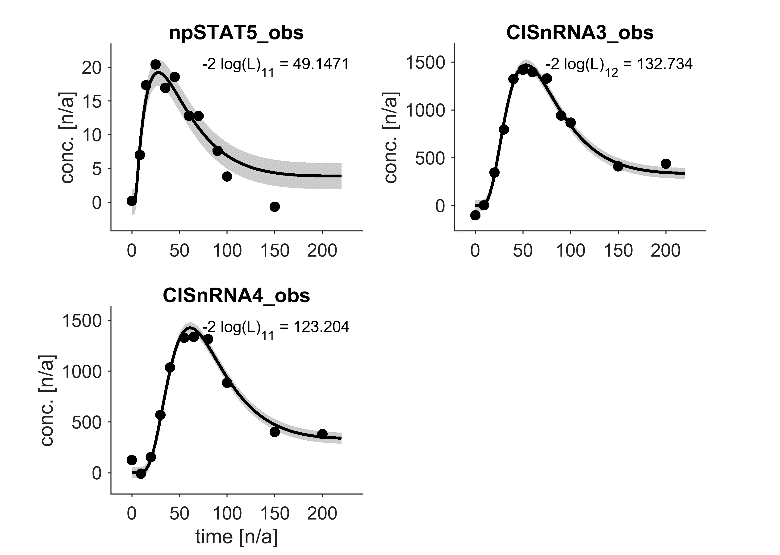 npSTAT5_obs
-2 log(L)11 = 49.1471
conc. [n/a]
20
15
10
5
0
0 50 100 150 200
CISnRNA3_obs
-2 log(L)12 = 132.734
conc. [n/a]
1500
1000
500
0
0 50 100 150 200
CISnRNA4_obs
-2 log(L)11 = 123.204
conc. [n/a]
1500
1000
500
0
0 50 100 150 200
time [n/a]